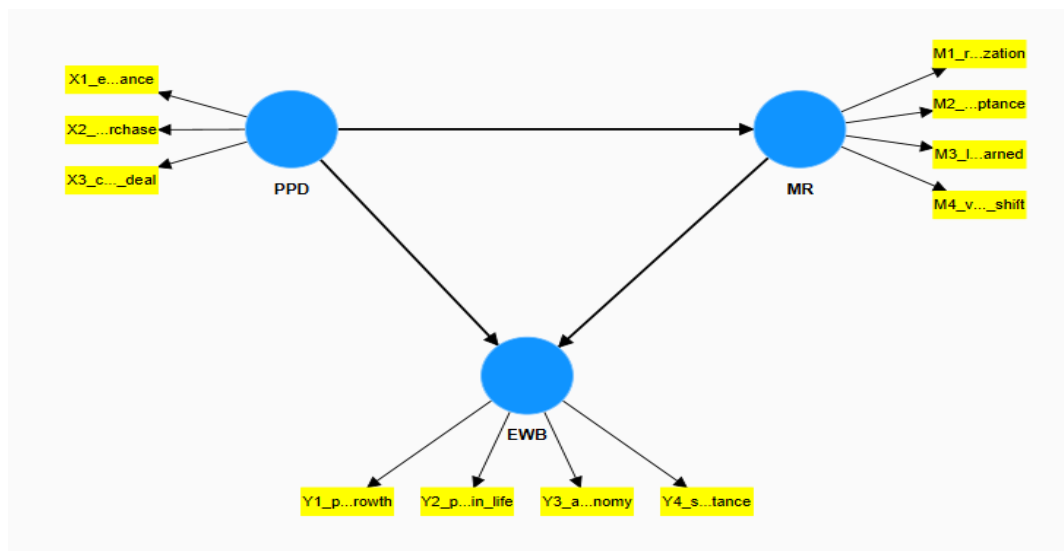 X1_e...ance
X2_...rchase
X3_c..._deal
PPD
M1_r...zation
M2_...ptance
M3_l...arned
M4_v..._shift
MR
EWB
Y1_p...rowth
Y2_p...in_life
Y3_a...nomy
Y4_s...tance